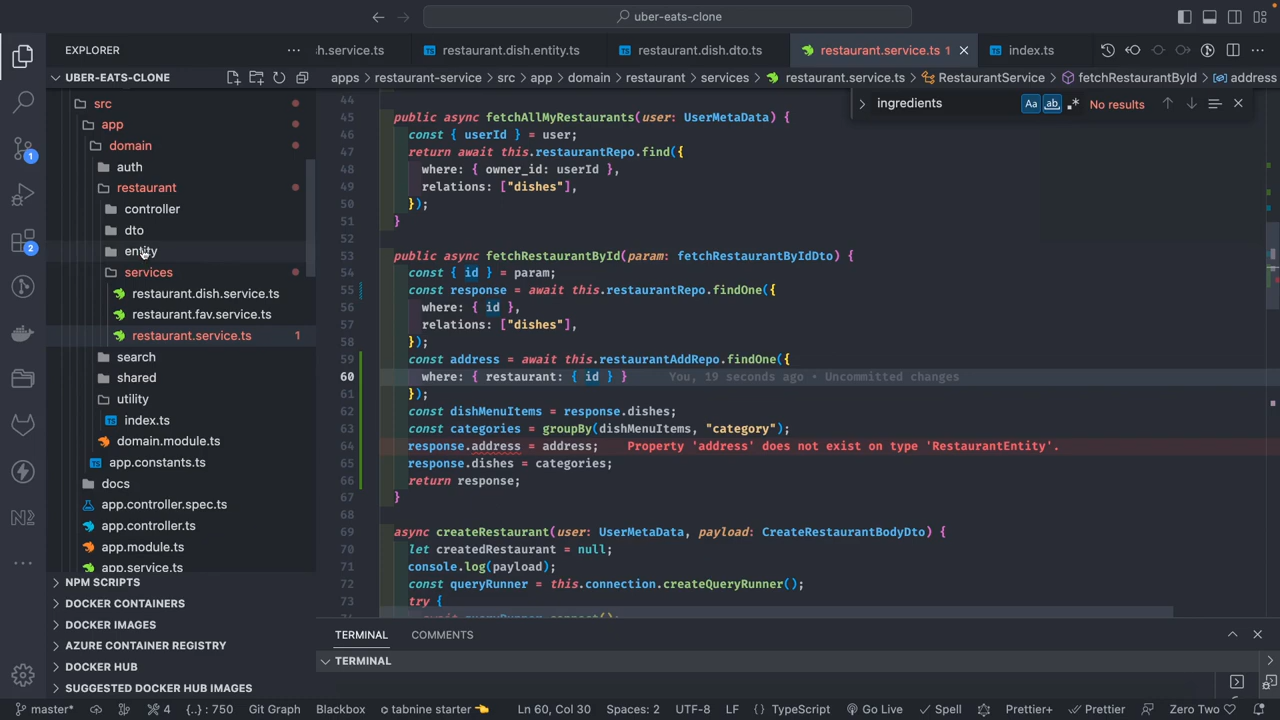 uber-eats-clone
EXPLORER
UBER-EATS-CLONE
src
app
domain
auth
restaurant
controller
dto
entity
services
restaurant.dish.service.ts
restaurant.fav.service.ts
restaurant.service.ts 1
search
shared
utility
index.ts
domain.module.ts
app.constants.ts
docs
app.controller.spec.ts
app.controller.ts
app.module.ts
app.service.ts
NPM SCRIPTS
DOCKER CONTAINERS
DOCKER IMAGES
AZURE CONTAINER REGISTRY
DOCKER HUB
SUGGESTED DOCKER HUB IMAGES
1
2
sh.service.ts restaurant.dish.entity.ts restaurant.dish.dto.ts restaurant.service.ts 1 index.ts
apps > restaurant-service > src > app > domain > restaurant > services > restaurant.service.ts > RestaurantService > fetchRestaurantById > address
ingredients Aa ab .* No results
44
45 public async fetchAllMyRestaurants(user: UserMetaData) {
46 const { userId } = user;
47 return await this.restaurantRepo.find({
48 where: { owner_id: userId },
49 relations: ["dishes"],
50 });
51 }
52
53 public async fetchRestaurantById(param: fetchRestaurantByIdDto) {
54 const { id } = param;
55 const response = await this.restaurantRepo.findOne({
56 where: { id },
57 relations: ["dishes"],
58 });
59 const address = await this.restaurantAddRepo.findOne({
60 where: { restaurant: { id } } You, 19 seconds ago • Uncommitted changes
61 });
62 const dishMenuItems = response.dishes;
63 const categories = groupBy(dishMenuItems, "category");
64 response.address = address; Property 'address' does not exist on type 'RestaurantEntity'.
65 response.dishes = categories;
66 return response;
67 }
68
69 async createRestaurant(user: UserMetaData, payload: CreateRestaurantBodyDto) {
70 let createdRestaurant = null;
71 console.log(payload);
72 const queryRunner = this.connection.createQueryRunner();
73 try {
TERMINAL COMMENTS
TERMINAL
master* 4 {..} : 750 Git Graph Blackbox tabnine starter Ln 60, Col 30 Spaces: 2 UTF-8 LF {} TypeScript Go Live Spell Prettier+ Prettier Zero Two